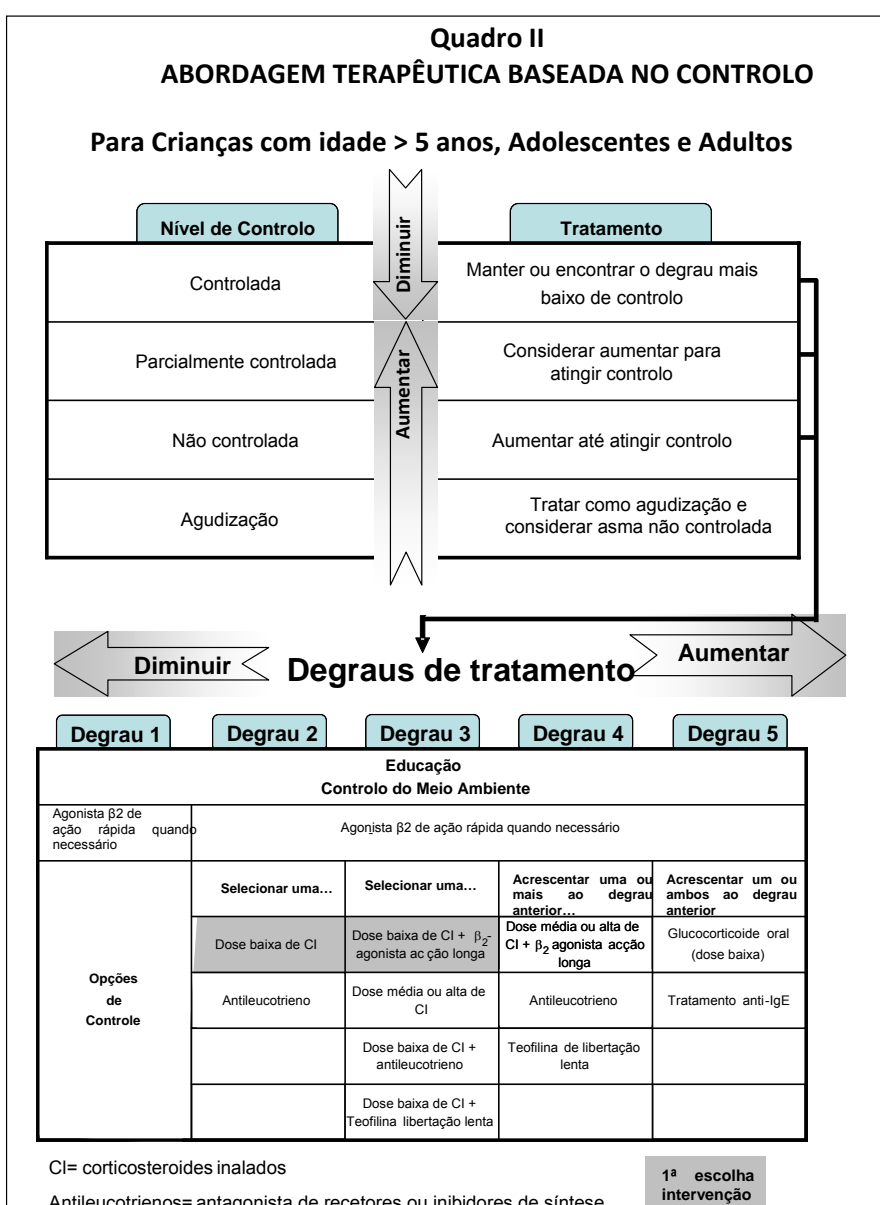 Quadro II
ABORDAGEM TERAPÊUTICA BASEADA NO CONTROLO
Para Crianças com idade > 5 anos, Adolescentes e Adultos
Nível de Controlo
Diminuir
Tratamento
Controlada
Manter ou encontrar o degrau mais
baixo de controlo
Parcialmente controlada
Aumentar
Considerar aumentar para
atingir controlo
Não controlada
Aumentar até atingir controlo
Agudização
Tratar como agudização e
considerar asma não controlada
Diminuir
Degraus de tratamento
Aumentar
Degrau 1
Degrau 2
Degrau 3
Degrau 4
Degrau 5
Educação
Controlo do Meio Ambiente
Agonista β2 de
ação rápida quando
necessário
Agonista β2 de ação rápida quando necessário
Opções
de
Controle
Selecionar uma…
Selecionar uma…
Acrescentar uma ou
mais ao degrau
anterior…
Acrescentar um ou
ambos ao degrau
anterior
Dose baixa de CI
Dose baixa de CI + β2-
agonista ac ção longa
Dose média ou alta de
CI + β2 agonista acção
longa
Glucocorticoide oral
(dose baixa)
Antileucotrieno
Dose média ou alta de
CI
Antileucotrieno
Tratamento anti-IgE
Dose baixa de CI +
antileucotrieno
Teofilina de libertação
lenta
Dose baixa de CI +
Teofilina libertação lenta
CI= corticosteroides inalados
1ª escolha
intervenção
Antileucotrienos= antagonista de recetores ou inibidores de síntese